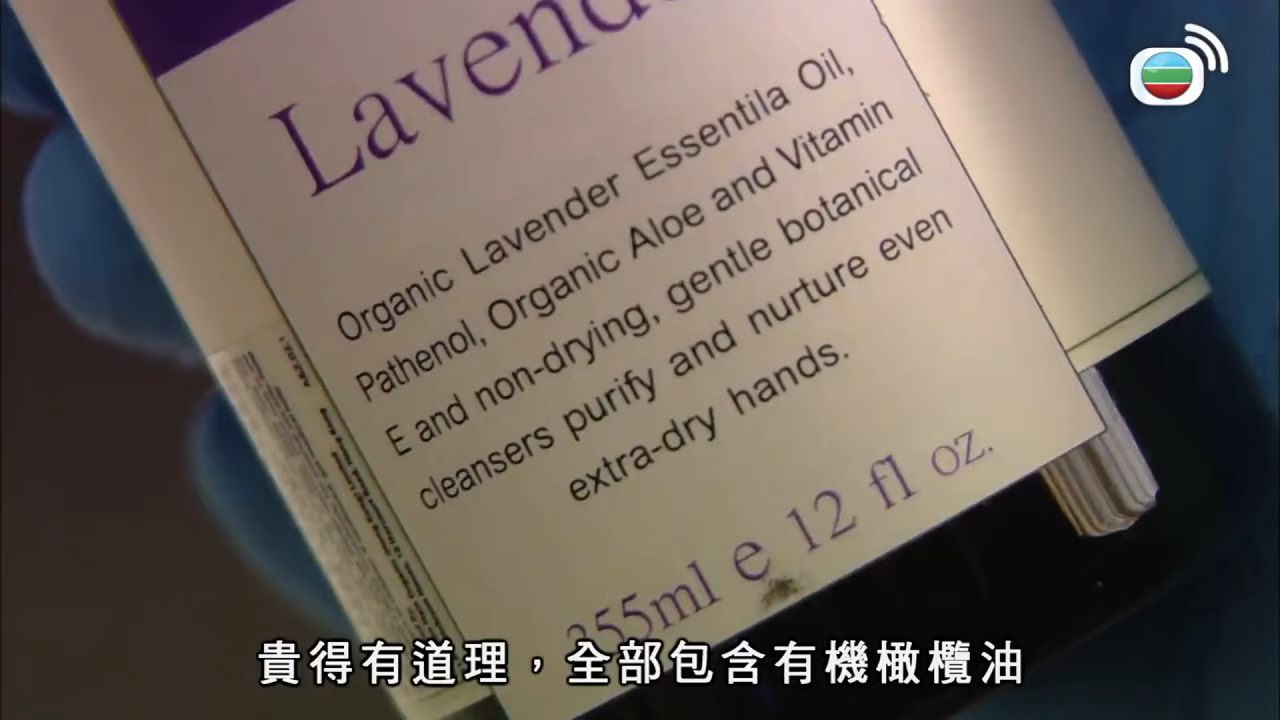 Lavend
Organic Lavender Essentila Oil,
Pathenol, Organic Aloe and Vitamin
E and non-drying, gentle botanical
cleansers purify and nurture even
extra-dry hands.
355ml e 12 fl oz.
貴得有道理，全部包含有機橄欖油